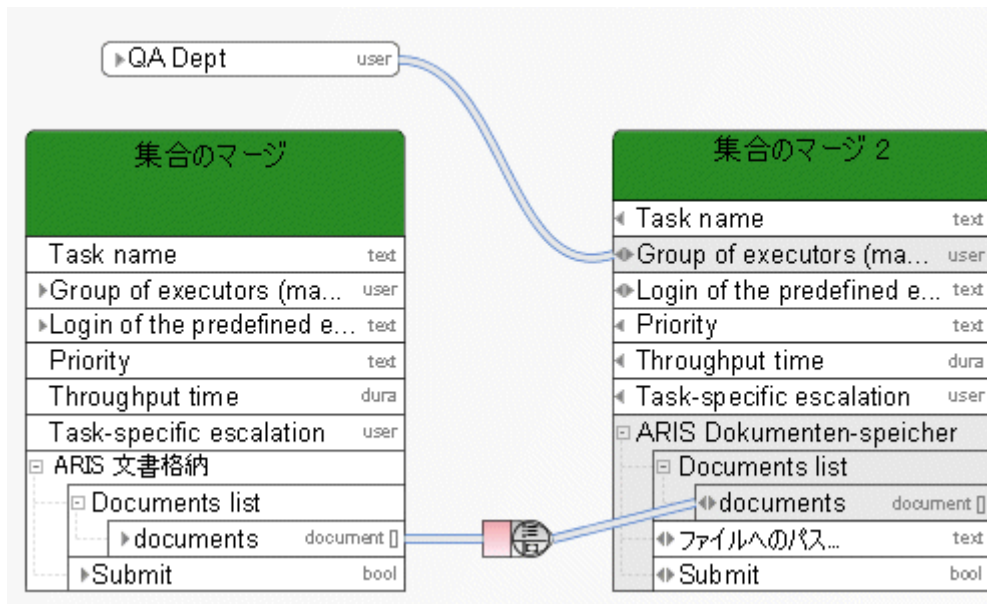 QA Dept user
集合のマージ
Task name text
Group of executors (ma... user
Login of the predefined e... text
Priority text
Throughput time dura
Task-specific escalation user
ARIS 文書格納
Documents list
documents document []
Submit bool
集合のマージ 2
Task name text
Group of executors (ma... user
Login of the predefined e... text
Priority text
Throughput time dura
Task-specific escalation user
ARIS Dokumenten-speicher
Documents list
documents document []
ファイルへのパス... text
Submit bool